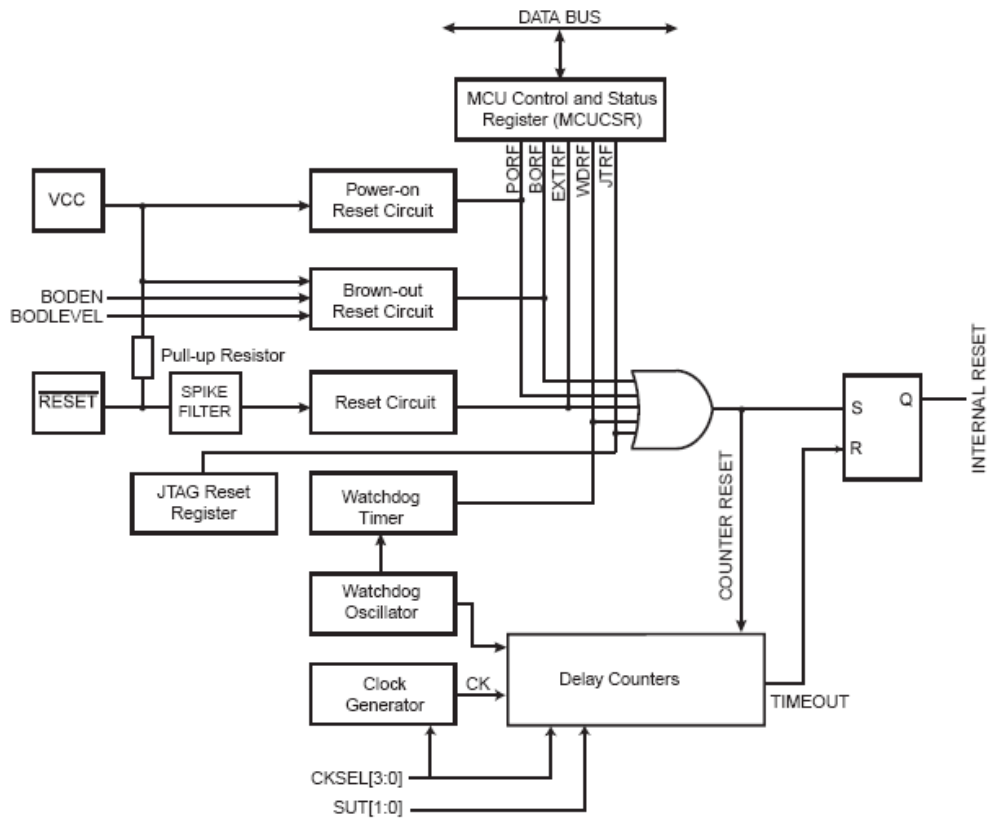 DATA BUS
MCU Control and Status
Register (MCUCSR)
PORF
BORF
EXTRF
WDRF
JTRF
VCC
Power-on
Reset Circuit
BODEN
BODLEVEL
Brown-out
Reset Circuit
Pull-up Resistor
RESET
SPIKE
FILTER
Reset Circuit
S
Q
R
INTERNAL RESET
JTAG Reset
Register
Watchdog
Timer
COUNTER RESET
Watchdog
Oscillator
Clock
Generator
CK
Delay Counters
TIMEOUT
CKSEL[3:0]
SUT[1:0]